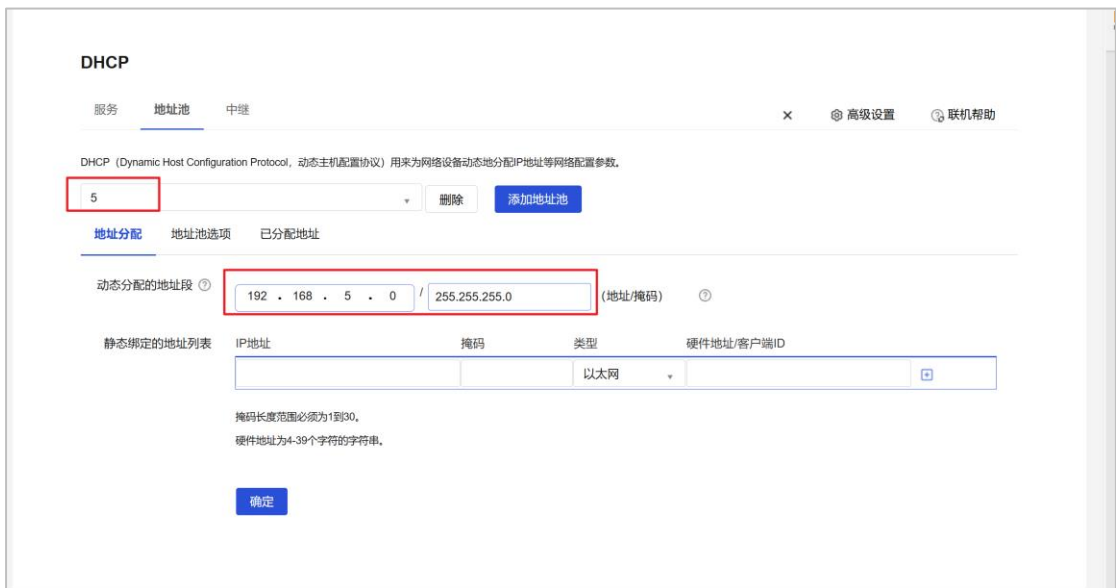 DHCP
服务 地址池 中继 × 高级设置 联机帮助
DHCP（Dynamic Host Configuration Protocol，动态主机配置协议）用来为网络设备动态地分配IP地址等网络配置参数。
5 删除 添加地址池
地址分配 地址池选项 已分配地址
动态分配的地址段 192 . 168 . 5 . 0 / 255.255.255.0 (地址/掩码)
静态绑定的地址列表 IP地址 掩码 类型 硬件地址/客户端ID
以太网
掩码长度范围必须为1到30。
硬件地址为4-39个字符的字符串。
确定